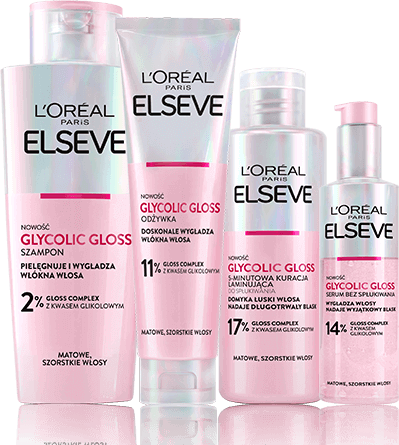 L'ORÉAL
PARIS
ELSEVE
NOWOŚĆ
GLYCOLIC GLOSS
SZAMPON
PIELĘGNUJE I WYGŁADZA
WŁÓKNA WŁOSA
2% GLOSS COMPLEX
Z KWASEM GLIKOLOWYM
MATOWE,
SZORSTKIE WŁOSY
L'ORÉAL
PARIS
ELSEVE
NOWOŚĆ
GLYCOLIC GLOSS
ODŻYWKA
DOSKONALE WYGŁADZA
WŁÓKNA WŁOSA
11% GLOSS COMPLEX
Z KWASEM GLIKOLOWYM
MATOWE, SZORSTKIE WŁOSY
L'ORÉAL
PARIS
ELSEVE
NOWOŚĆ
GLYCOLIC GLOSS
5-MINUTOWA KURACJA
LAMINUJĄCA
DO SPŁUKIWANIA
DOMYKA ŁUSKI WŁOSA
NADAJE DŁUGOTRWAŁY BLASK
17% GLOSS COMPLEX
Z KWASEM GLIKOLOWYM
MATOWE, SZORSTKIE WŁOSY
L'ORÉAL
PARIS
ELSEVE
NOWOŚĆ
GLYCOLIC GLOSS
SERUM BEZ SPŁUKIWANIA
WYGŁADZA WŁOSY
NADAJE WYJĄTKOWY BLASK
14% GLOSS COMPLEX
Z KWASEM
GLIKOLOWYM
MATOWE, SZORSTKIE WŁOSY